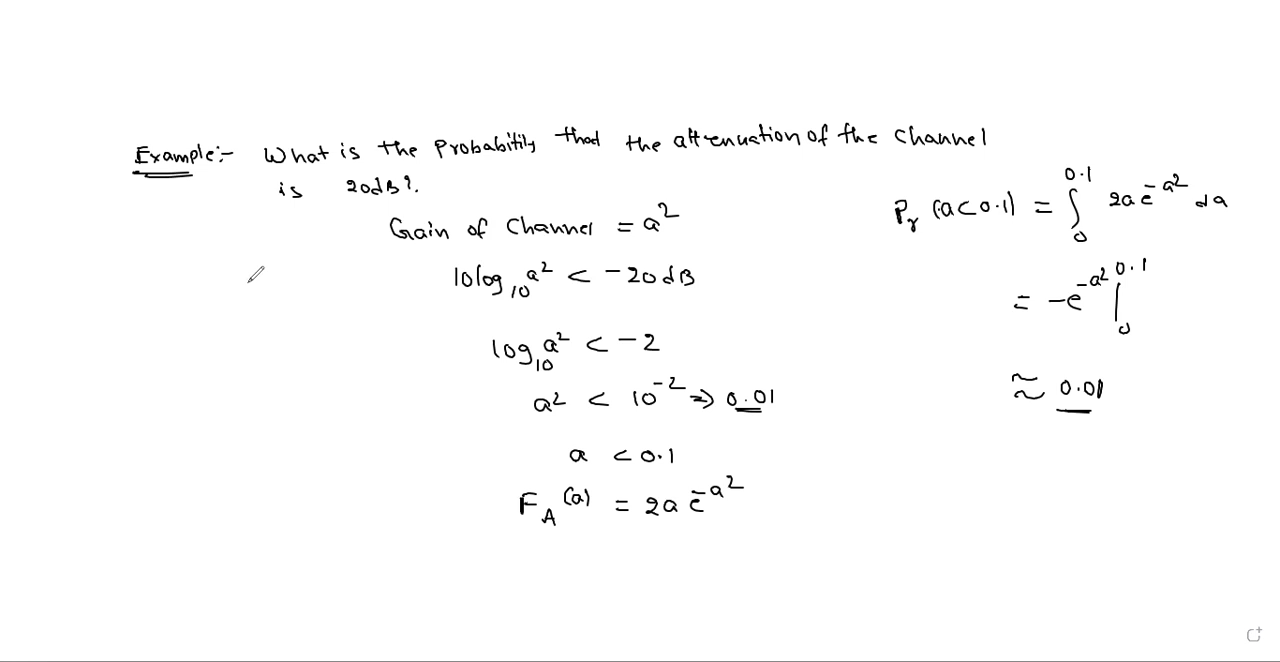 Example:- What is the Probability that the attenuation of the channel
is 20dB?
Gain of Channel = a²
10log₁₀a² < -20dB
log₁₀a² < -2
a² < 10⁻² => 0.01
a < 0.1
F_A(a) = 2a e^-a²
Pr (a<0.1) = ∫₀^0.1 2a e^-a² da
= -e^-a² |₀^0.1
≈ 0.01